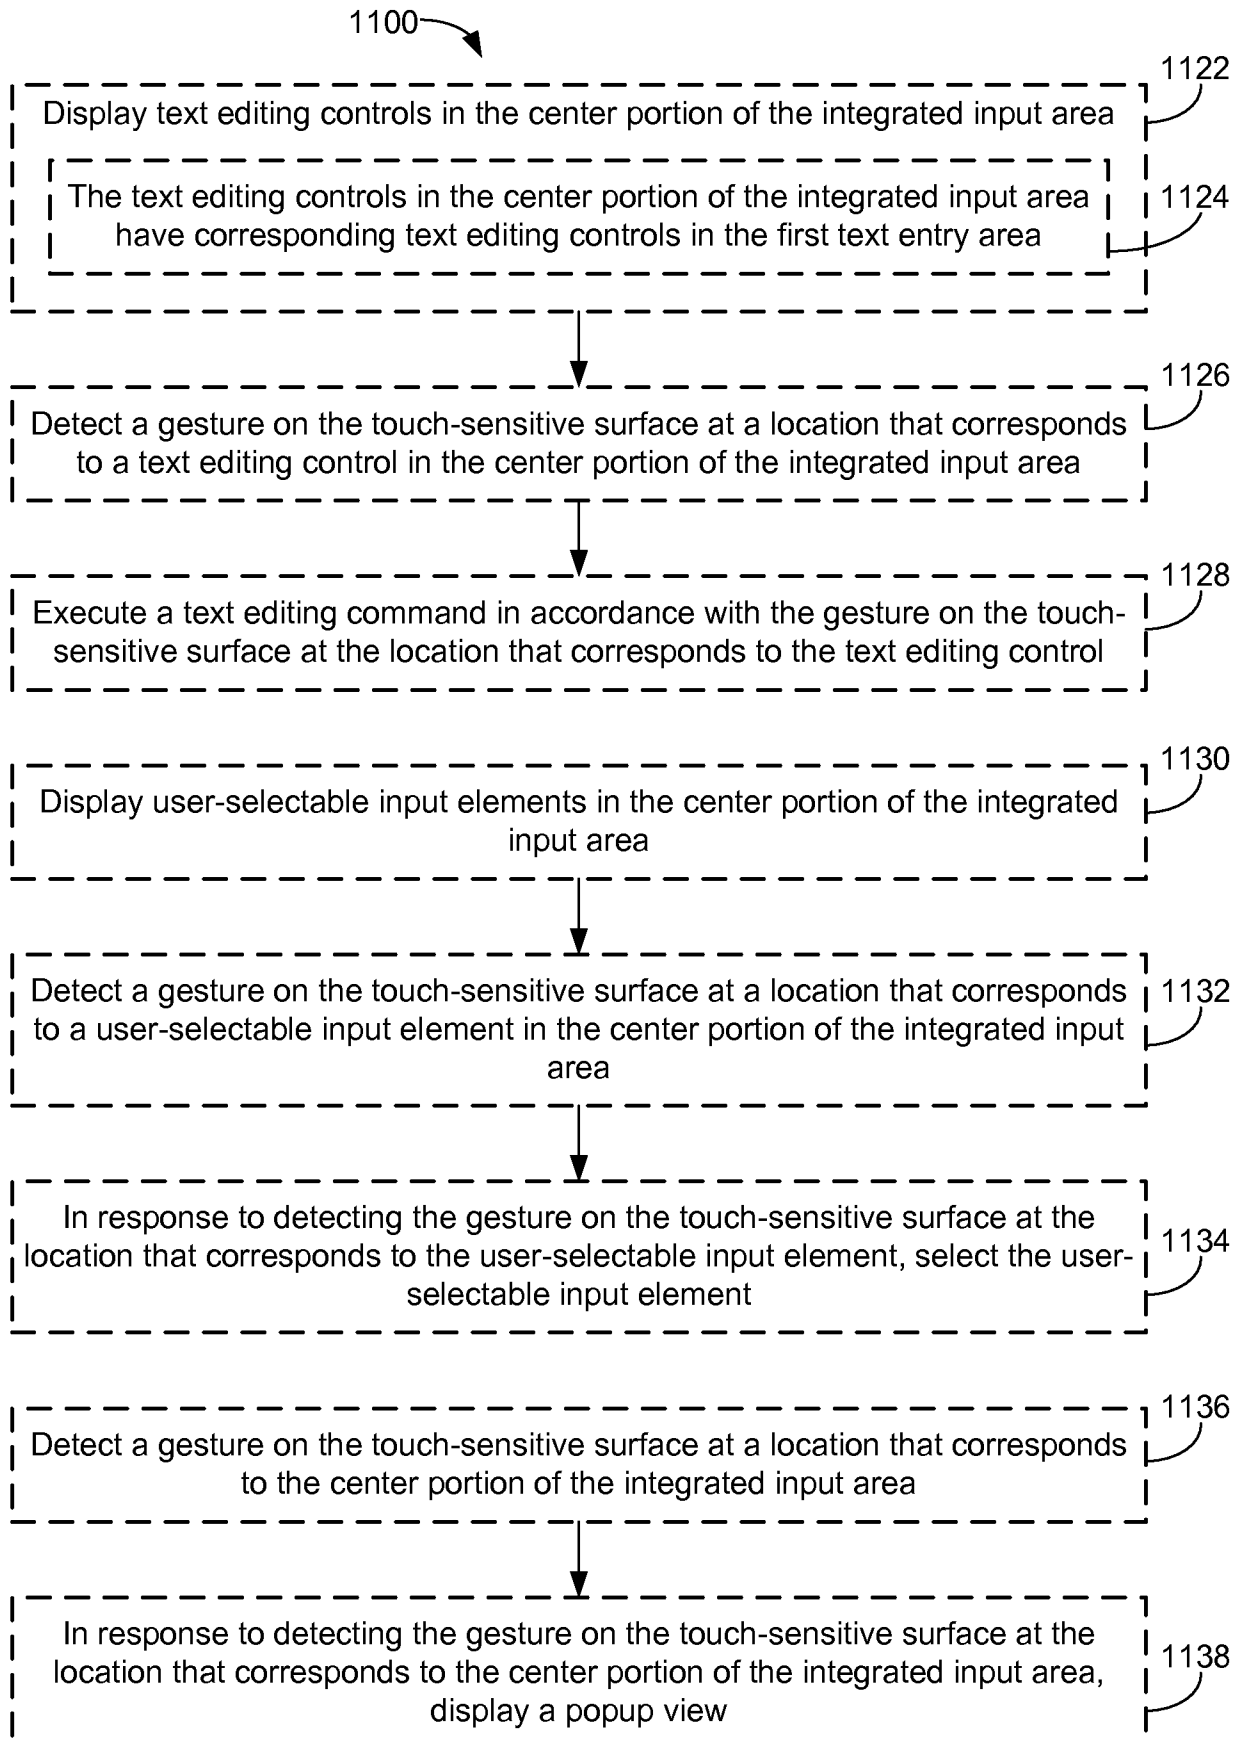 1100
1122
Display text editing controls in the center portion of the integrated input area
1124
The text editing controls in the center portion of the integrated input area
have corresponding text editing controls in the first text entry area
1126
Detect a gesture on the touch-sensitive surface at a location that corresponds
to a text editing control in the center portion of the integrated input area
1128
Execute a text editing command in accordance with the gesture on the touch-
sensitive surface at the location that corresponds to the text editing control
1130
Display user-selectable input elements in the center portion of the integrated
input area
1132
Detect a gesture on the touch-sensitive surface at a location that corresponds
to a user-selectable input element in the center portion of the integrated input
area
1134
In response to detecting the gesture on the touch-sensitive surface at the
location that corresponds to the user-selectable input element, select the user-
selectable input element
1136
Detect a gesture on the touch-sensitive surface at a location that corresponds
to the center portion of the integrated input area
1138
In response to detecting the gesture on the touch-sensitive surface at the
location that corresponds to the center portion of the integrated input area,
display a popup view